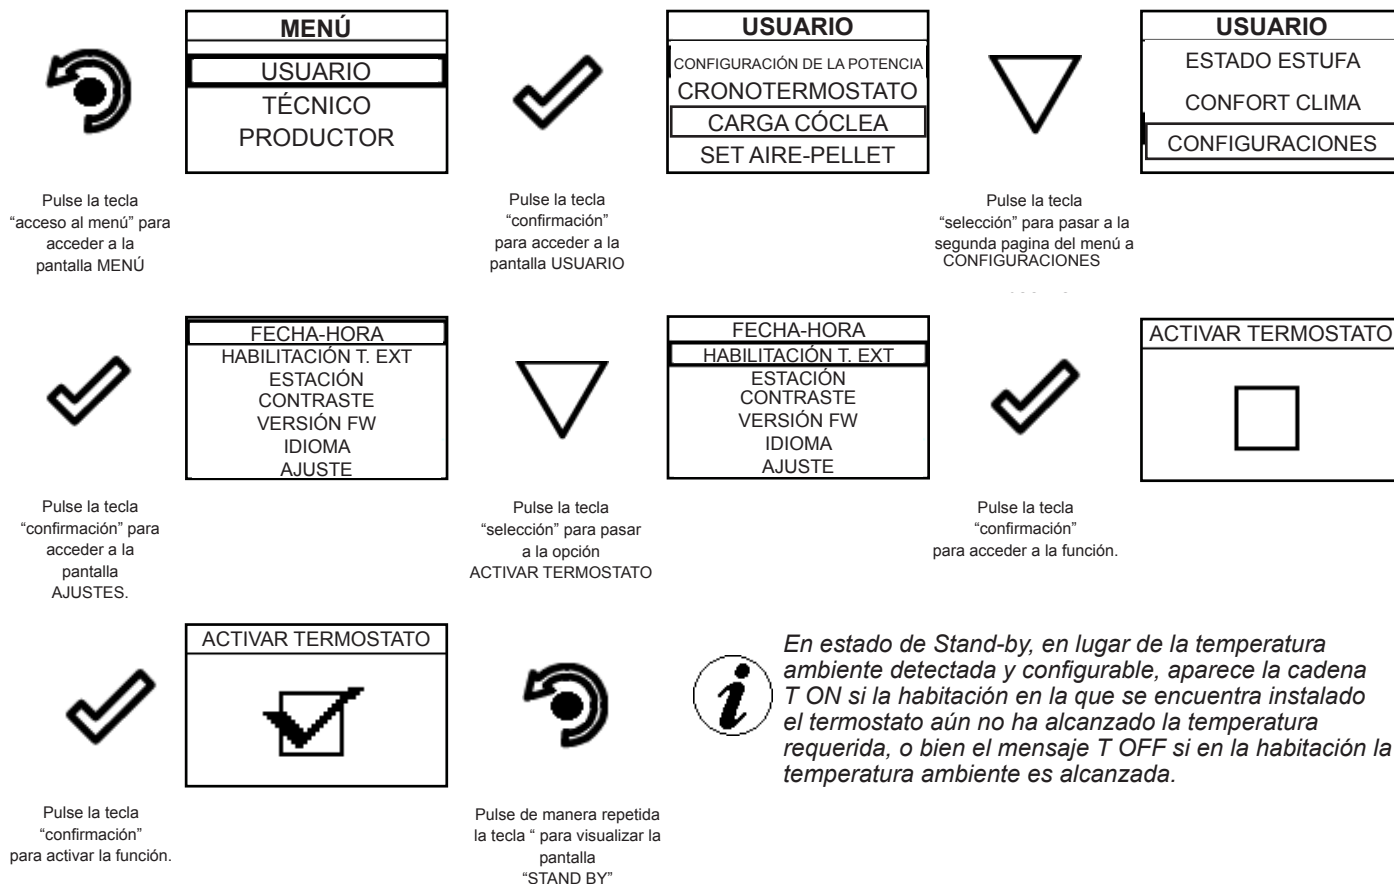 MENÚ
USUARIO
TÉCNICO
PRODUCTOR
Pulse la tecla
“acceso al menú” para
acceder a la
pantalla MENÚ
USUARIO
CONFIGURACIÓN DE LA POTENCIA
CRONOTERMOSTATO
CARGA CÓCLEA
SET AIRE-PELLET
Pulse la tecla
“confirmación”
para acceder a la
pantalla USUARIO
USUARIO
ESTADO ESTUFA
CONFORT CLIMA
CONFIGURACIONES
Pulse la tecla
“selección” para pasar a la
segunda pagina del menú a
CONFIGURACIONES
FECHA-HORA
HABILITACIÓN T. EXT
ESTACIÓN
CONTRASTE
VERSIÓN FW
IDIOMA
AJUSTE
Pulse la tecla
“confirmación” para
acceder a la
pantalla
AJUSTES.
FECHA-HORA
HABILITACIÓN T. EXT
ESTACIÓN
CONTRASTE
VERSIÓN FW
IDIOMA
AJUSTE
Pulse la tecla
“selección” para pasar
a la opción
ACTIVAR TERMOSTATO
ACTIVAR TERMOSTATO
Pulse la tecla
“confirmación”
para acceder a la función.
ACTIVAR TERMOSTATO
Pulse la tecla
“confirmación”
para activar la función.
Pulse de manera repetida
la tecla “ para visualizar la
pantalla
“STAND BY”
En estado de Stand-by, en lugar de la temperatura
ambiente detectada y configurable, aparece la cadena
T ON si la habitación en la que se encuentra instalado
el termostato aún no ha alcanzado la temperatura
requerida, o bien el mensaje T OFF si en la habitación la
temperatura ambiente es alcanzada.